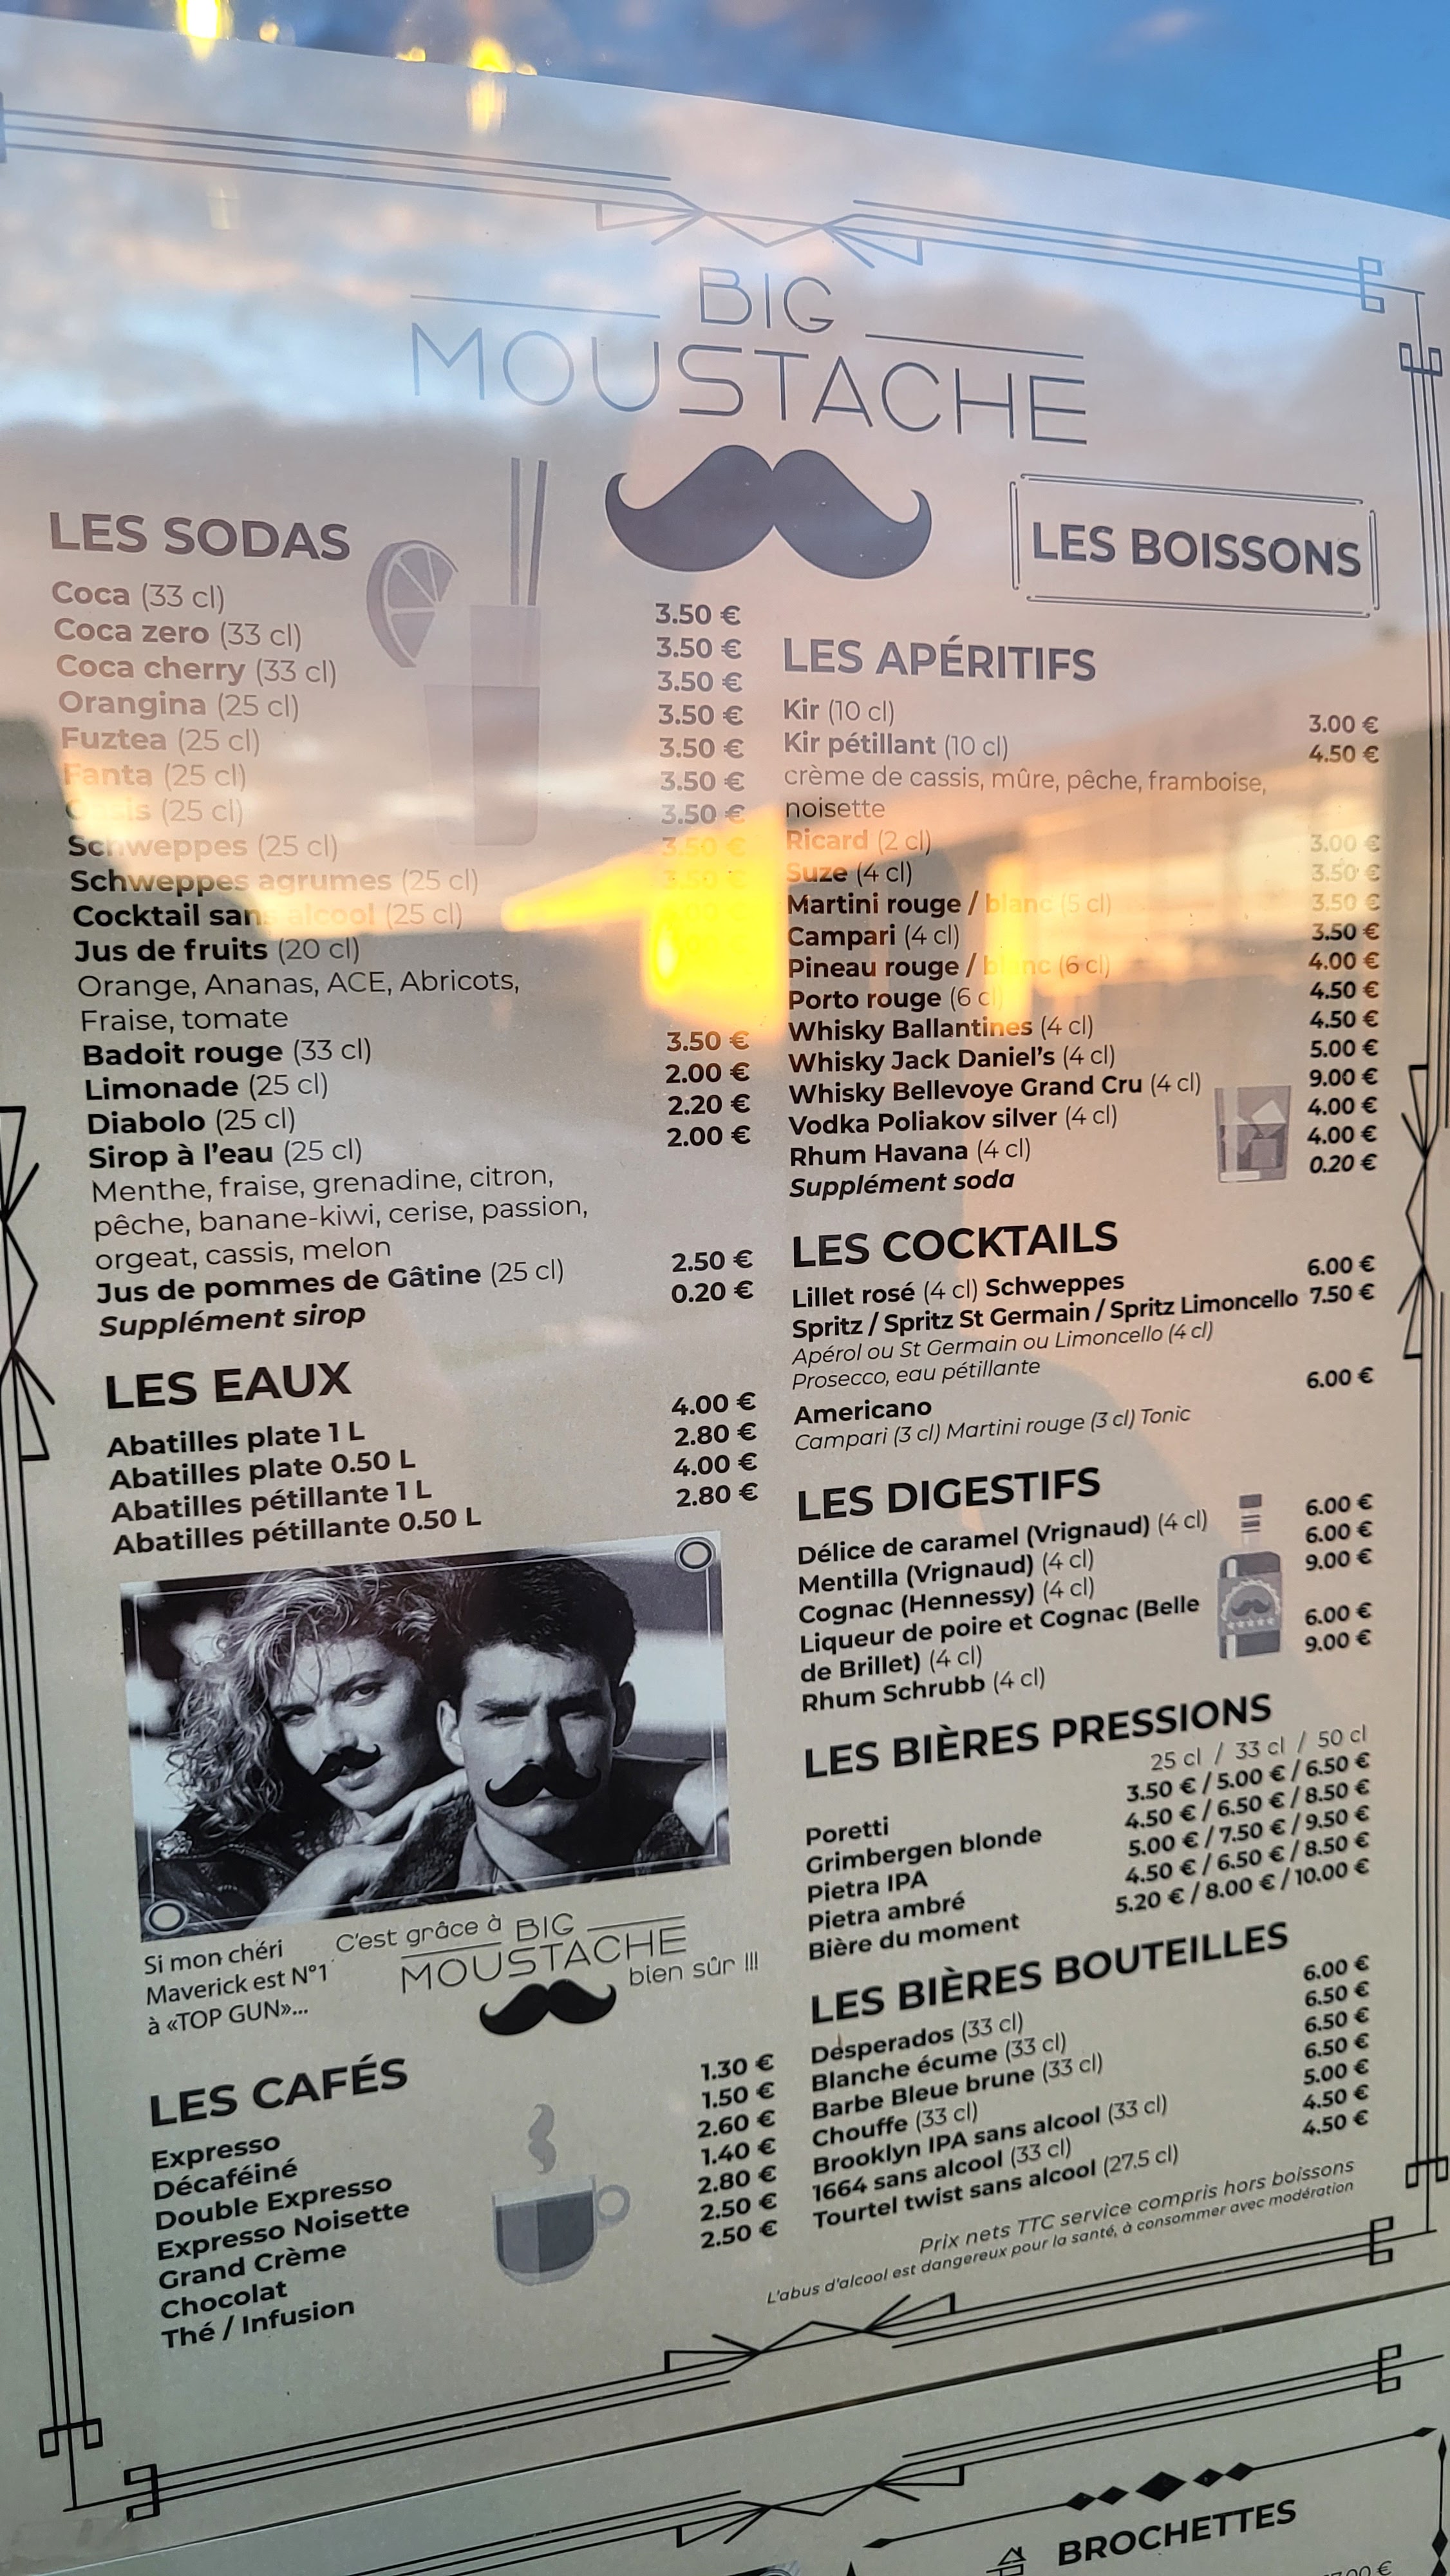 BIG
MOUSTACHE
LES BOISSONS
LES SODAS
Coca (33 cl) 3.50 €
Coca zero (33 cl) 3.50 €
Coca cherry (33 cl) 3.50 €
Orangina (25 cl) 3.50 €
Fuztea (25 cl) 3.50 €
Fanta (25 cl) 3.50 €
(25 cl) 3.50 €
Schweppes (25 cl) 3.50 €
Schweppes agrumes (25 cl) 3.50 €
Cocktail sans alcool (25 cl)
Jus de fruits (20 cl)
Orange, Ananas, ACE, Abricots,
Fraise, tomate
Badoit rouge (33 cl) 3.50 €
Limonade (25 cl) 2.00 €
Diabolo (25 cl) 2.20 €
Sirop à l'eau (25 cl) 2.00 €
Menthe, fraise, grenadine, citron,
pêche, banane-kiwi, cerise, passion,
orgeat, cassis, melon
Jus de pommes de Gâtine (25 cl) 2.50 €
Supplément sirop 0.20 €
LES EAUX
Abatilles plate 1 L 4.00 €
Abatilles plate 0.50 L 2.80 €
Abatilles pétillante 1 L 4.00 €
Abatilles pétillante 0.50 L 2.80 €
Si mon chéri
Maverick est N°1
à «TOP GUN»...
C'est grâce à BIG
MOUSTACHE
bien sûr !!!
LES CAFÉS
Expresso 1.30 €
Décaféiné 1.50 €
Double Expresso 2.60 €
Expresso Noisette 1.40 €
Grand Crème 2.80 €
Chocolat 2.50 €
Thé / Infusion 2.50 €
LES APÉRITIFS
Kir (10 cl) 3.00 €
Kir pétillant (10 cl) 4.50 €
crème de cassis, mûre, pêche, framboise,
noisette
Ricard (2 cl) 3.00 €
Suze (4 cl) 3.50 €
Martini rouge / blanc (5 cl) 3.50 €
Campari (4 cl) 3.50 €
Pineau rouge / blanc (6 cl) 4.00 €
Porto rouge (6 cl) 4.50 €
Whisky Ballantines (4 cl) 4.50 €
Whisky Jack Daniel's (4 cl) 5.00 €
Whisky Bellevoye Grand Cru (4 cl) 9.00 €
Vodka Poliakov silver (4 cl) 4.00 €
Rhum Havana (4 cl) 4.00 €
Supplément soda 0.20 €
LES COCKTAILS
Lillet rosé (4 cl) Schweppes 6.00 €
Spritz / Spritz St Germain / Spritz Limoncello 7.50 €
Apérol ou St Germain ou Limoncello (4 cl)
Prosecco, eau pétillante
Americano 6.00 €
Campari (3 cl) Martini rouge (3 cl) Tonic
LES DIGESTIFS
Délice de caramel (Vrignaud) (4 cl) 6.00 €
Mentilla (Vrignaud) (4 cl) 6.00 €
Cognac (Hennessy) (4 cl) 9.00 €
Liqueur de poire et Cognac (Belle
de Brillet) (4 cl) 6.00 €
Rhum Schrubb (4 cl) 9.00 €
LES BIÈRES PRESSIONS
25 cl / 33 cl / 50 cl
Poretti 3.50 € / 5.00 € / 6.50 €
Grimbergen blonde 4.50 € / 6.50 € / 8.50 €
Pietra IPA 5.00 € / 7.50 € / 9.50 €
Pietra ambré 4.50 € / 6.50 € / 8.50 €
Bière du moment 5.20 € / 8.00 € / 10.00 €
LES BIÈRES BOUTEILLES
Desperados (33 cl) 6.00 €
Blanche écume (33 cl) 6.50 €
Barbe Bleue brune (33 cl) 6.50 €
Chouffe (33 cl) 6.50 €
Brooklyn IPA sans alcool (33 cl) 5.00 €
1664 sans alcool (33 cl) 4.50 €
Tourtel twist sans alcool (27.5 cl) 4.50 €
Prix nets TTC service compris hors boissons
L'abus d'alcool est dangereux pour la santé, à consommer avec modération
BROCHETTES